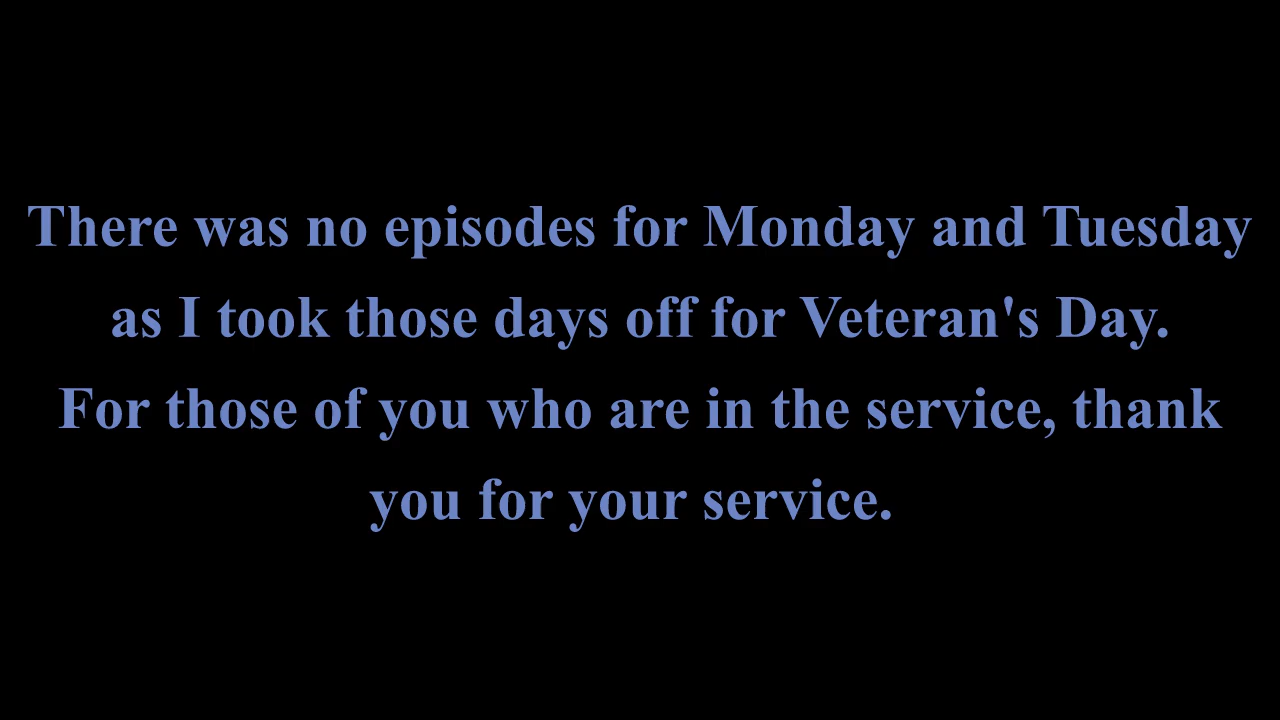 There was no episodes for Monday and Tuesday
as I took those days off for Veteran's Day.
For those of you who are in the service, thank
you for your service.